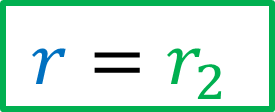 r = r₂